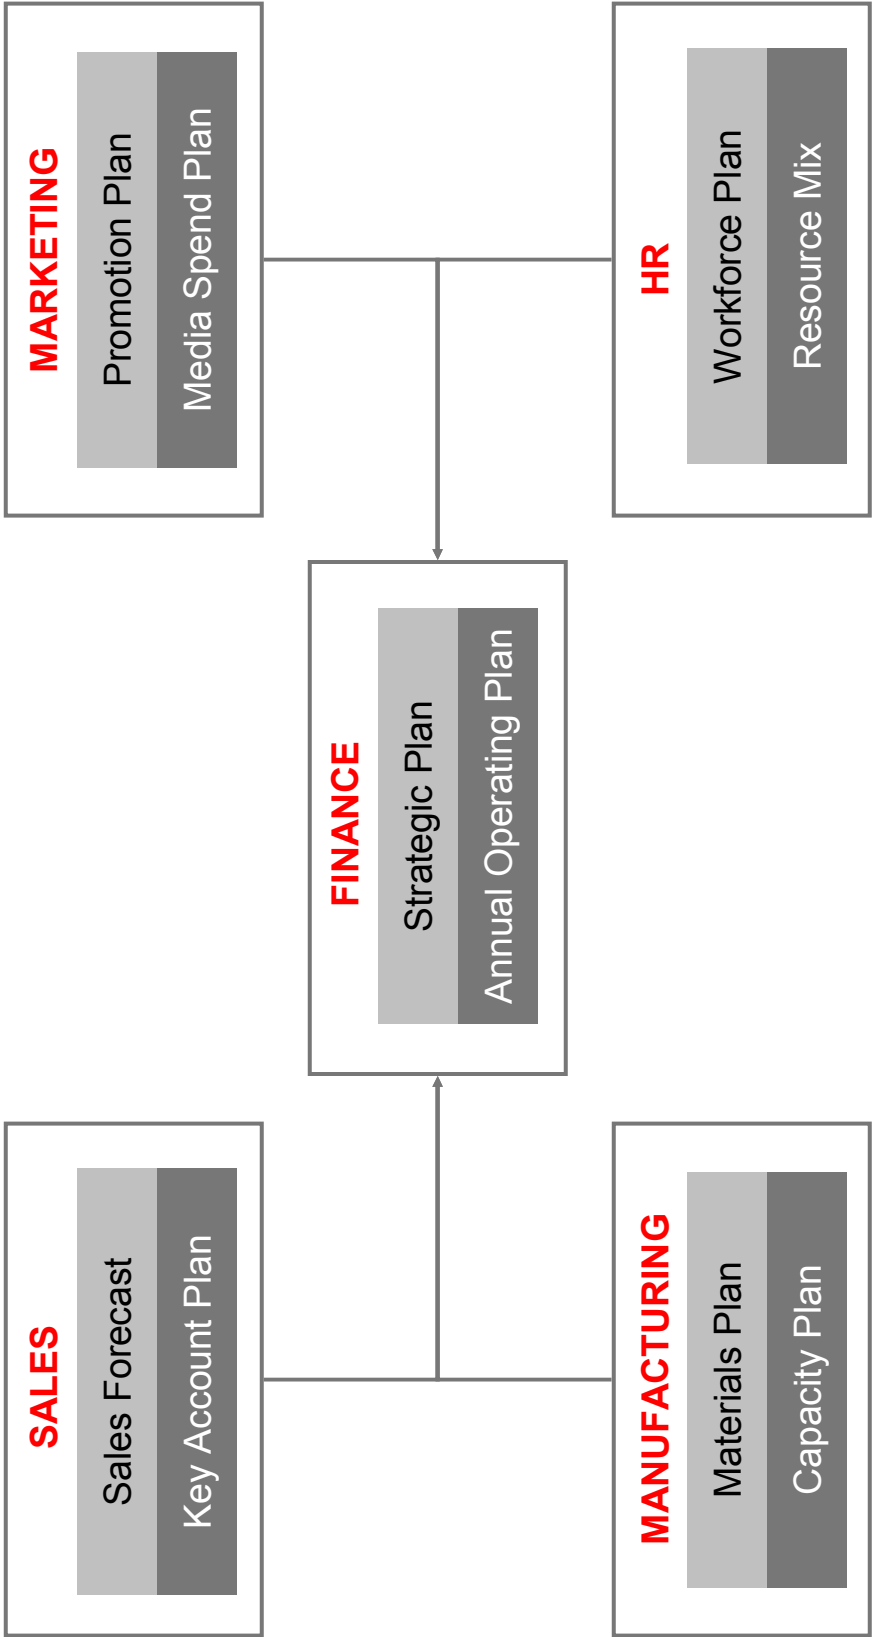 SALES
Sales Forecast
Key Account Plan
MARKETING
Promotion Plan
Media Spend Plan
FINANCE
Strategic Plan
Annual Operating Plan
MANUFACTURING
Materials Plan
Capacity Plan
HR
Workforce Plan
Resource Mix